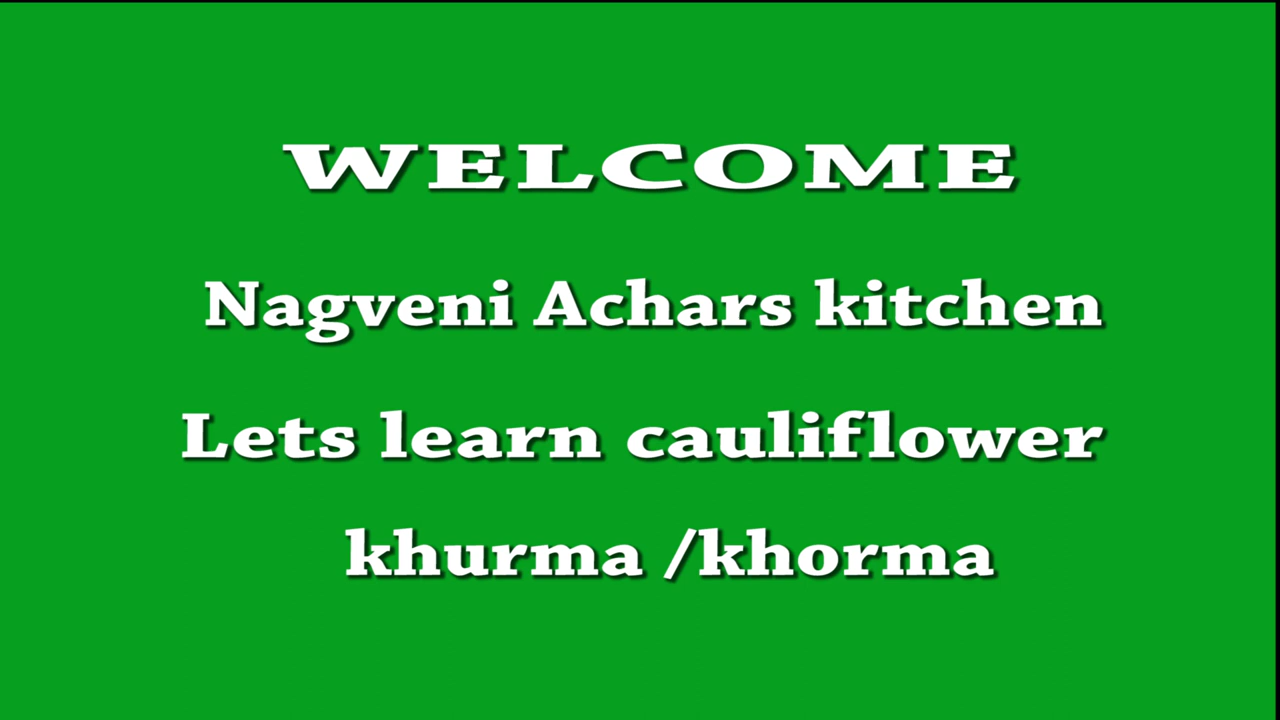 WELCOME
Nagveni Achars kitchen
Lets learn cauliflower
khurma /khorma